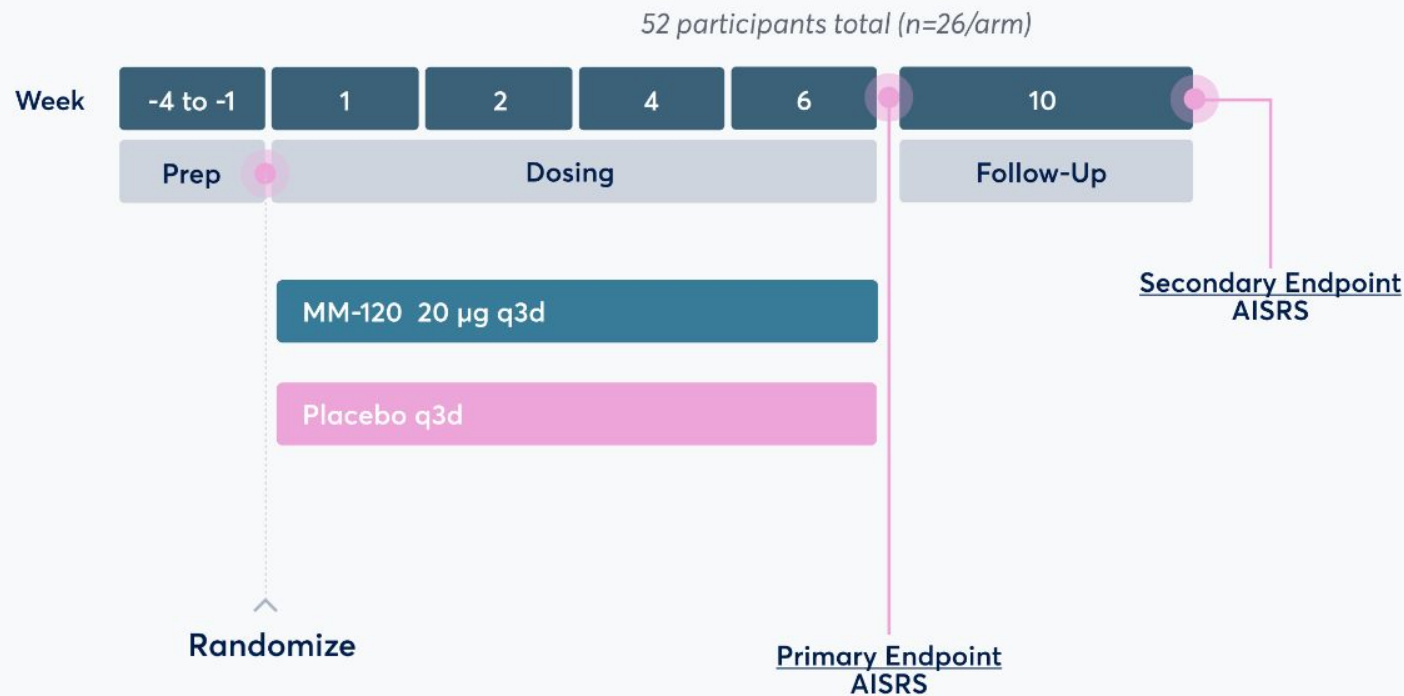 52 participants total (n=26/arm)
Week -4 to -1 1 2 4 6 10
Prep Dosing Follow-Up
MM-120 20 µg q3d
Secondary Endpoint
AISRS
Placebo q3d
Randomize
Primary Endpoint
AISRS